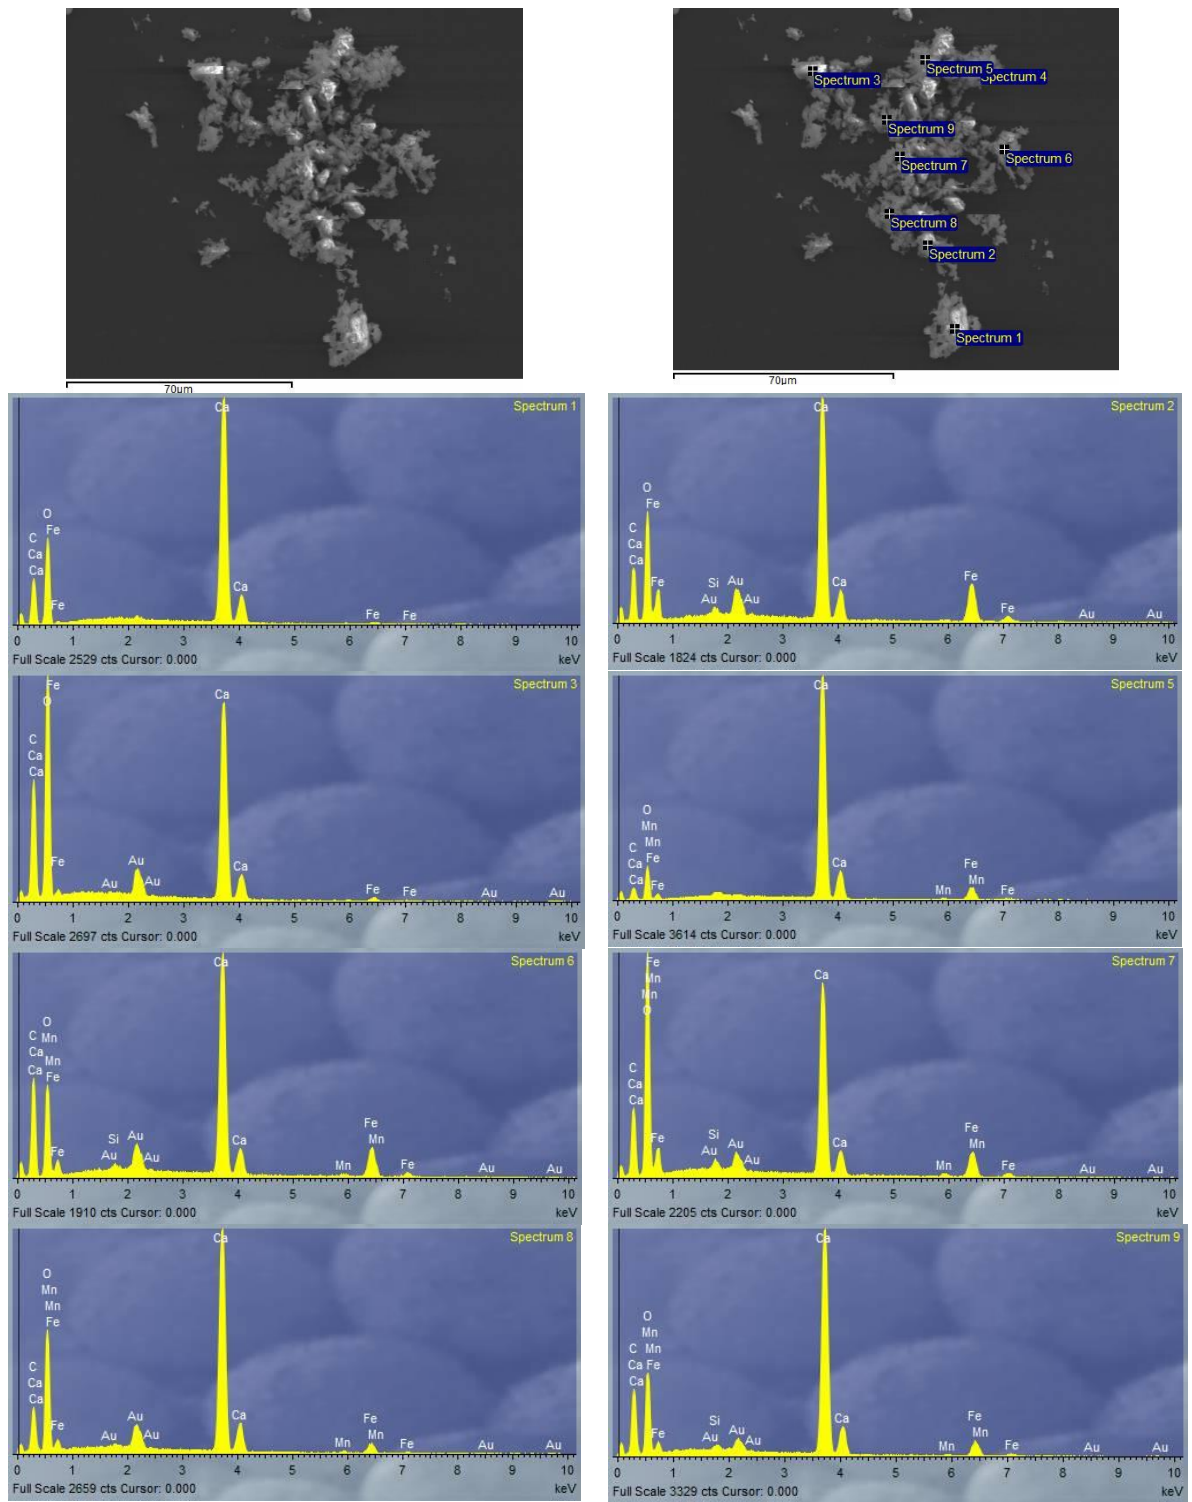 Spectrum 5
Spectrum 4
Spectrum 3
Spectrum 9
Spectrum 7
Spectrum 6
Spectrum 8
Spectrum 2
Spectrum 1
70µm
70µm
Spectrum 1
Ca
O
Fe
C
Ca
Ca
Fe
Ca
Fe
Fe
0 1 2 3 4 5 6 7 8 9 10
Full Scale 2529 cts Cursor: 0.000
keV
Spectrum 2
Ca
O
Fe
C
Ca
Ca
Fe
Si
Au
Au
Au
Ca
Fe
Fe
Au
Au
0 1 2 3 4 5 6 7 8 9 10
Full Scale 1824 cts Cursor: 0.000
keV
Spectrum 3
Fe
O
Ca
C
Ca
Ca
Fe
Au
Au
Au
Ca
Fe
Fe
Au
Au
0 1 2 3 4 5 6 7 8 9 10
Full Scale 2697 cts Cursor: 0.000
keV
Spectrum 5
Ca
O
Mn
Mn
Fe
C
Ca
Ca
Fe
Ca
Mn
Fe
Mn
Fe
0 1 2 3 4 5 6 7 8 9 10
Full Scale 3614 cts Cursor: 0.000
keV
Spectrum 6
Ca
O
Mn
Mn
Fe
C
Ca
Ca
Fe
Si
Au
Au
Au
Ca
Mn
Fe
Mn
Fe
Au
Au
0 1 2 3 4 5 6 7 8 9 10
Full Scale 1910 cts Cursor: 0.000
keV
Spectrum 7
Fe
Mn
Mn
O
Ca
C
Ca
Ca
Fe
Si
Au
Au
Au
Ca
Mn
Fe
Mn
Fe
Au
Au
0 1 2 3 4 5 6 7 8 9 10
Full Scale 2205 cts Cursor: 0.000
keV
Spectrum 8
Ca
O
Mn
Mn
Fe
C
Ca
Ca
Fe
Au
Au
Au
Ca
Mn
Fe
Mn
Fe
Au
Au
0 1 2 3 4 5 6 7 8 9 10
Full Scale 2659 cts Cursor: 0.000
keV
Spectrum 9
Ca
O
Mn
Mn
Fe
C
Ca
Ca
Fe
Si
Au
Au
Au
Ca
Mn
Fe
Mn
Fe
Au
Au
0 1 2 3 4 5 6 7 8 9 10
Full Scale 3329 cts Cursor: 0.000
keV